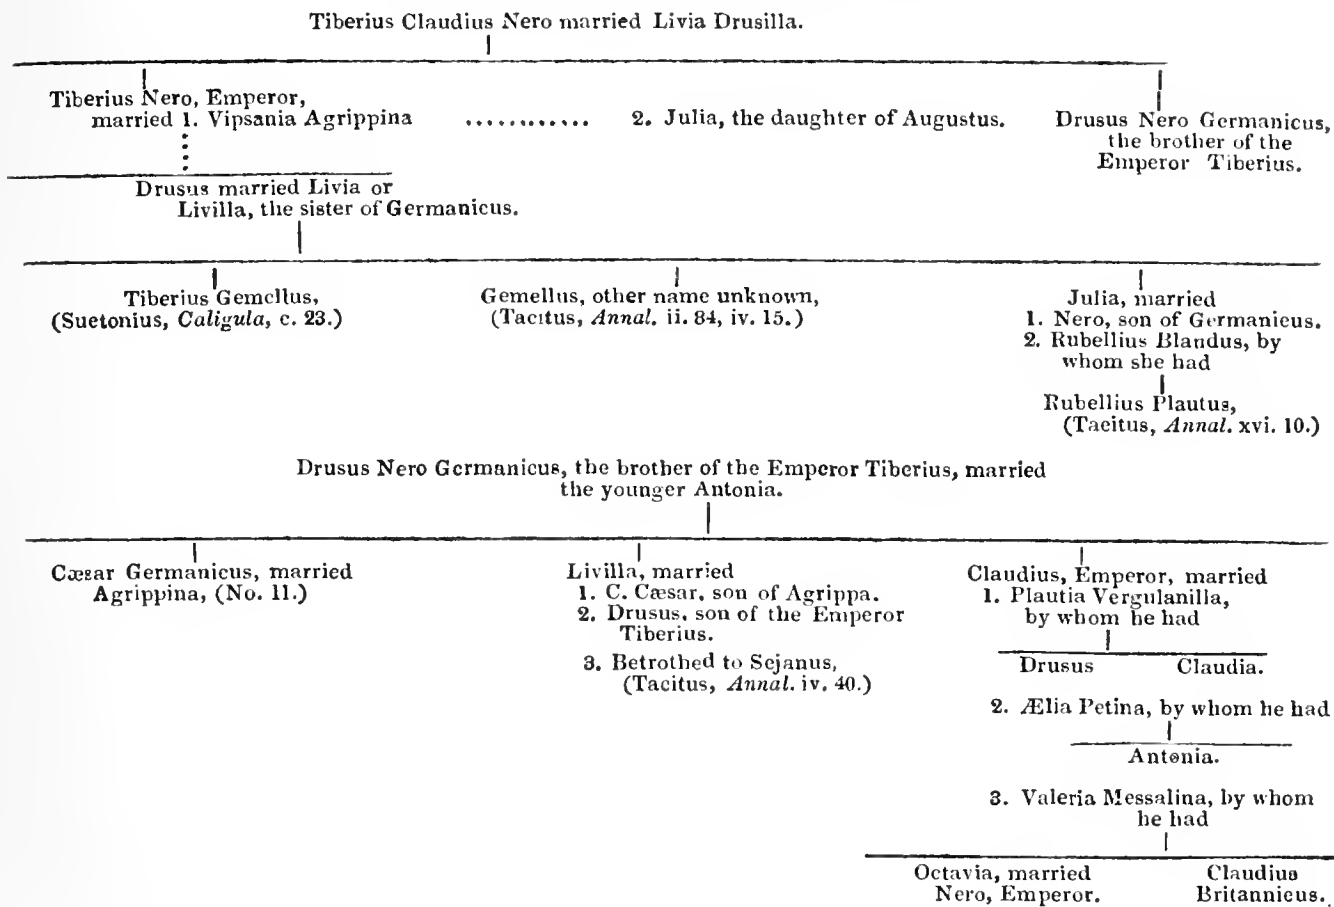 Tiberius Claudius Nero married Livia Drusilla.
Tiberius Nero, Emperor,
married 1. Vipsania Agrippina ............ 2. Julia, the daughter of Augustus.
Drusus Nero Germanicus,
the brother of the
Emperor Tiberius.
Drusus married Livia or
Livilla, the sister of Germanicus.
Tiberius Gemellus,
(Suetonius, Caligula, c. 23.)
Gemellus, other name unknown,
(Tacitus, Annal. ii. 84, iv. 15.)
Julia, married
1. Nero, son of Germanicus.
2. Rubellius Blandus, by
whom she had
Rubellius Plautus,
(Tacitus, Annal. xvi. 10.)
Drusus Nero Germanicus, the brother of the Emperor Tiberius, married
the younger Antonia.
Cæsar Germanicus, married
Agrippina, (No. 11.)
Livilla, married
1. C. Cæsar, son of Agrippa.
2. Drusus, son of the Emperor
Tiberius.
3. Betrothed to Sejanus,
(Tacitus, Annal. iv. 40.)
Claudius, Emperor, married
1. Plautia Vergulanilla,
by whom he had
Drusus Claudia.
2. Ælia Petina, by whom he had
Antonia.
3. Valeria Messalina, by whom
he had
Octavia, married
Nero, Emperor.
Claudius
Britannicus.